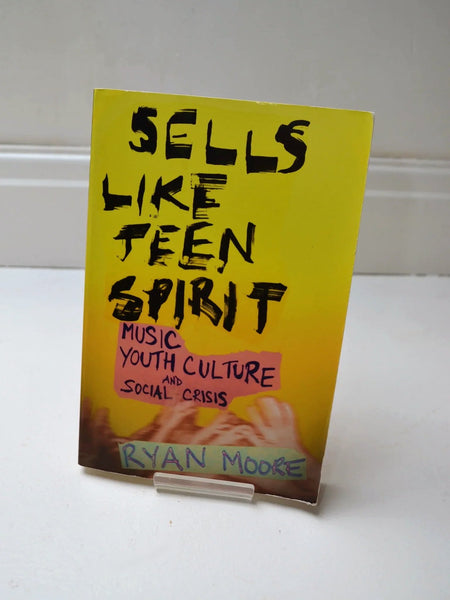 SELLS
LIKE
TEEN
SPIRIT
MUSIC
YOUTH CULTURE
AND
SOCIAL CRISIS
RYAN MOORE